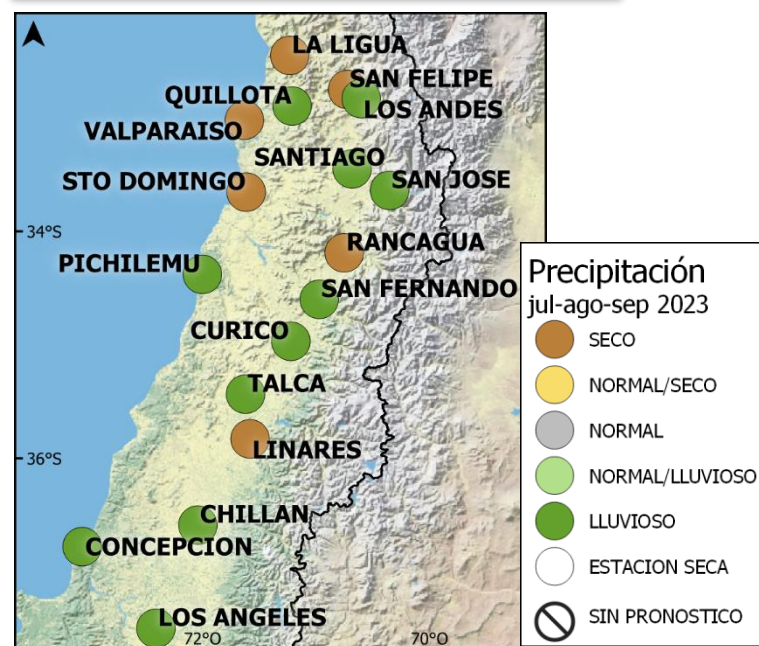 LA LIGUA
SAN FELIPE
QUILLOTA
LOS ANDES
VALPARAISO
SANTIAGO
STO DOMINGO
SAN JOSE
34°S
RANCAGUA
PICHILEMU
SAN FERNANDO
CURICO
TALCA
LINARES
36°S
CHILLAN
CONCEPCION
LOS ANGELES
72°O
70°O
Precipitación
jul-ago-sep 2023
SECO
NORMAL/SECO
NORMAL
NORMAL/LLUVIOSO
LLUVIOSO
ESTACION SECA
SIN PRONOSTICO